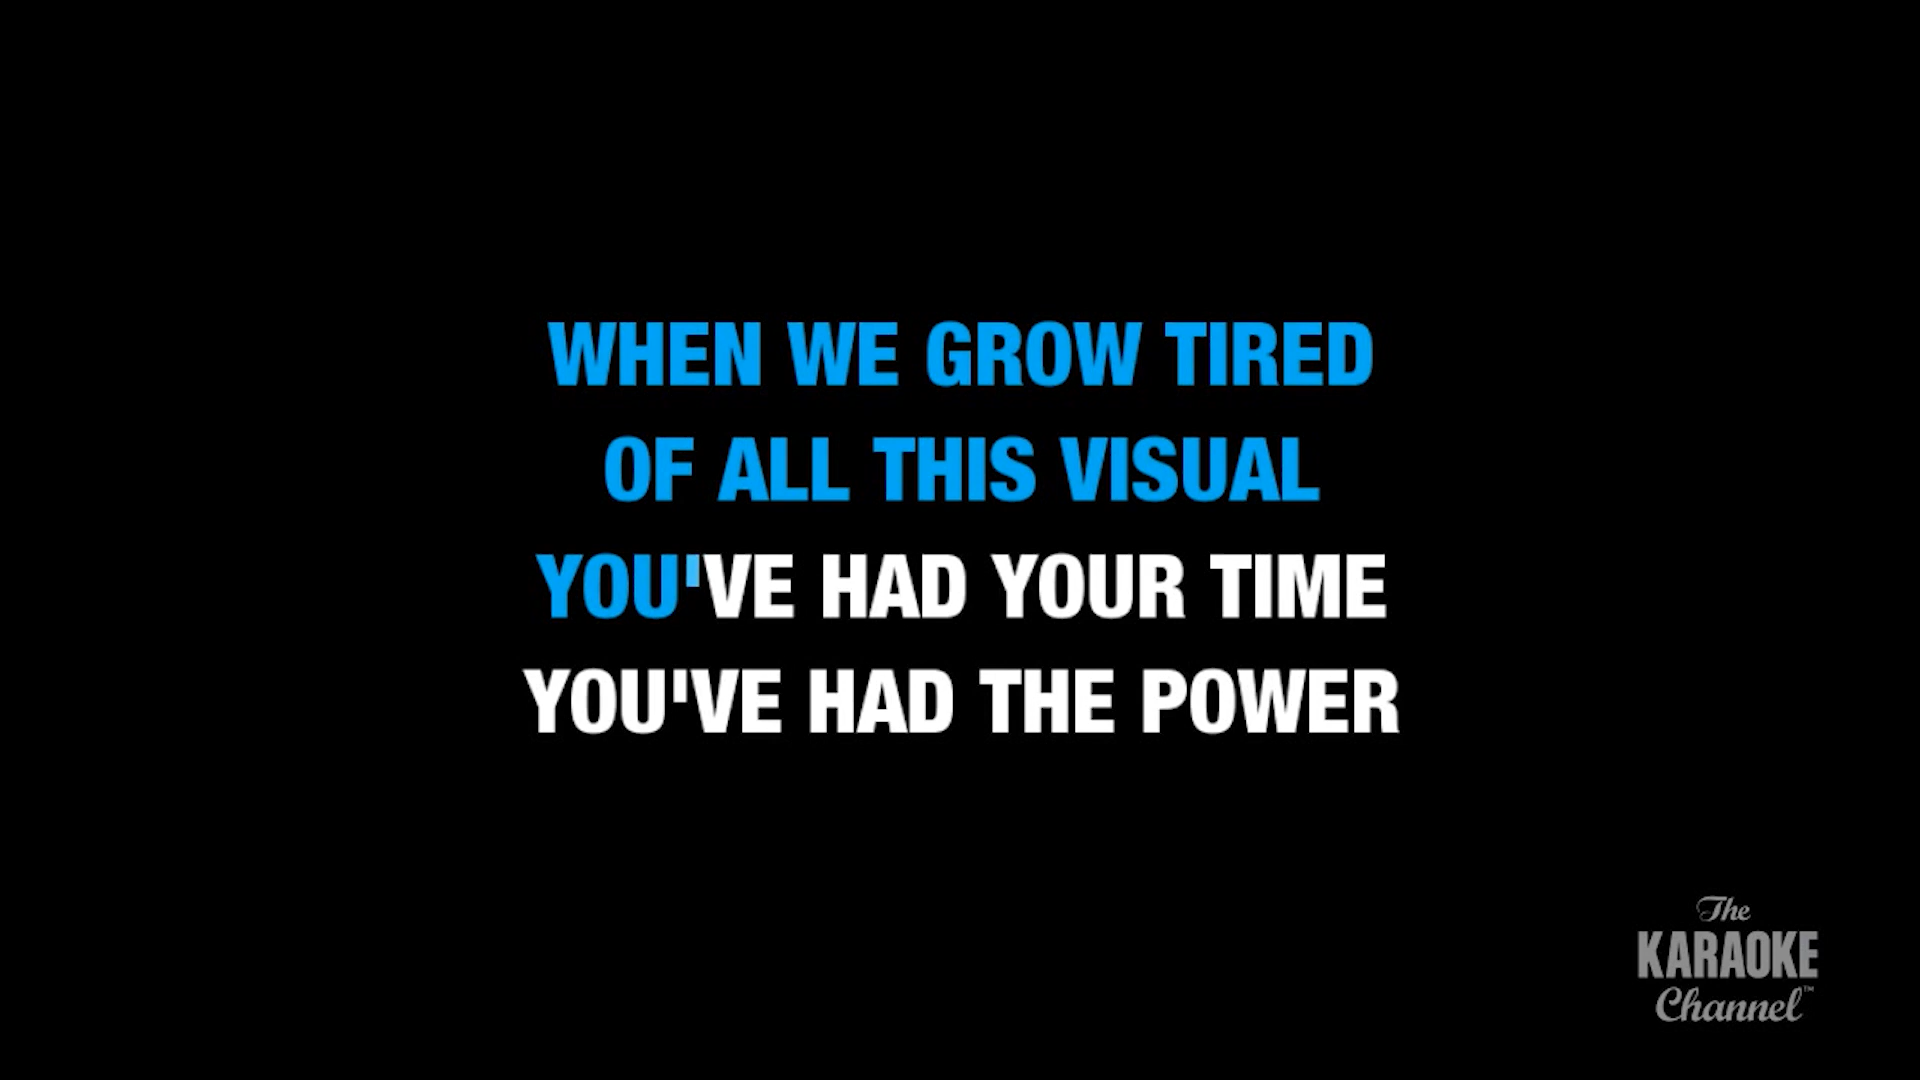 WHEN WE GROW TIRED
OF ALL THIS VISUAL
YOU'VE HAD YOUR TIME
YOU'VE HAD THE POWER
The
KARAOKE
Channel™